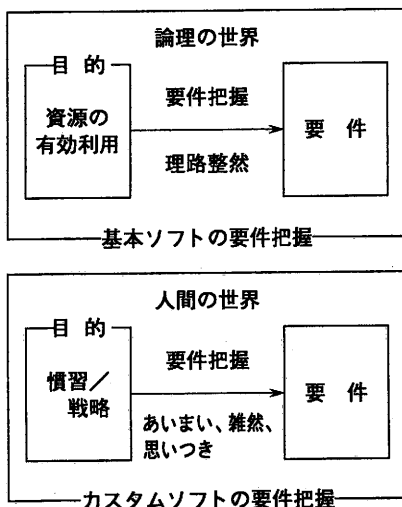 論理の世界
目的
資源の
有効利用
要件把握
理路整然
要件
基本ソフトの要件把握
人間の世界
目的
慣習／
戦略
要件把握
あいまい、雑然、
思いつき
要件
カスタムソフトの要件把握